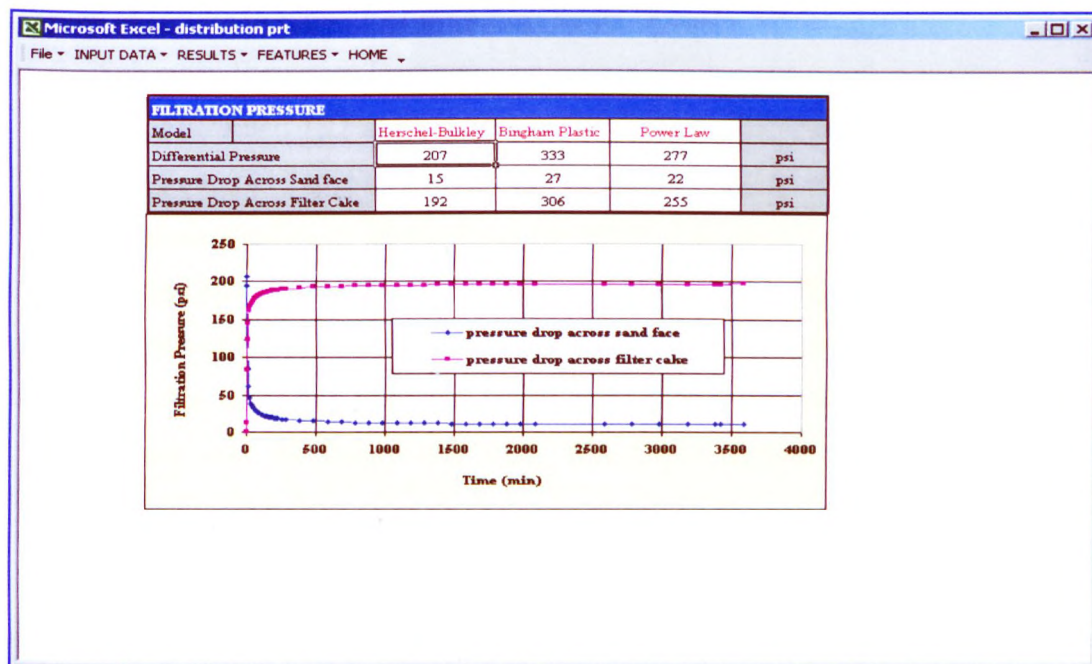 Microsoft Excel - distribution prt
File INPUT DATA RESULTS FEATURES HOME
FILTRATION PRESSURE
Model Herschel-Bulkley Bingham Plastic Power Law
Differential Pressure 207 333 277 psi
Pressure Drop Across Sand face 15 27 22 psi
Pressure Drop Across Filter Cake 192 306 255 psi
250
200
150
100
50
0
Filtration Pressure (psi)
pressure drop across sand face
pressure drop across filter cake
0 500 1000 1500 2000 2500 3000 3500 4000
Time (min)